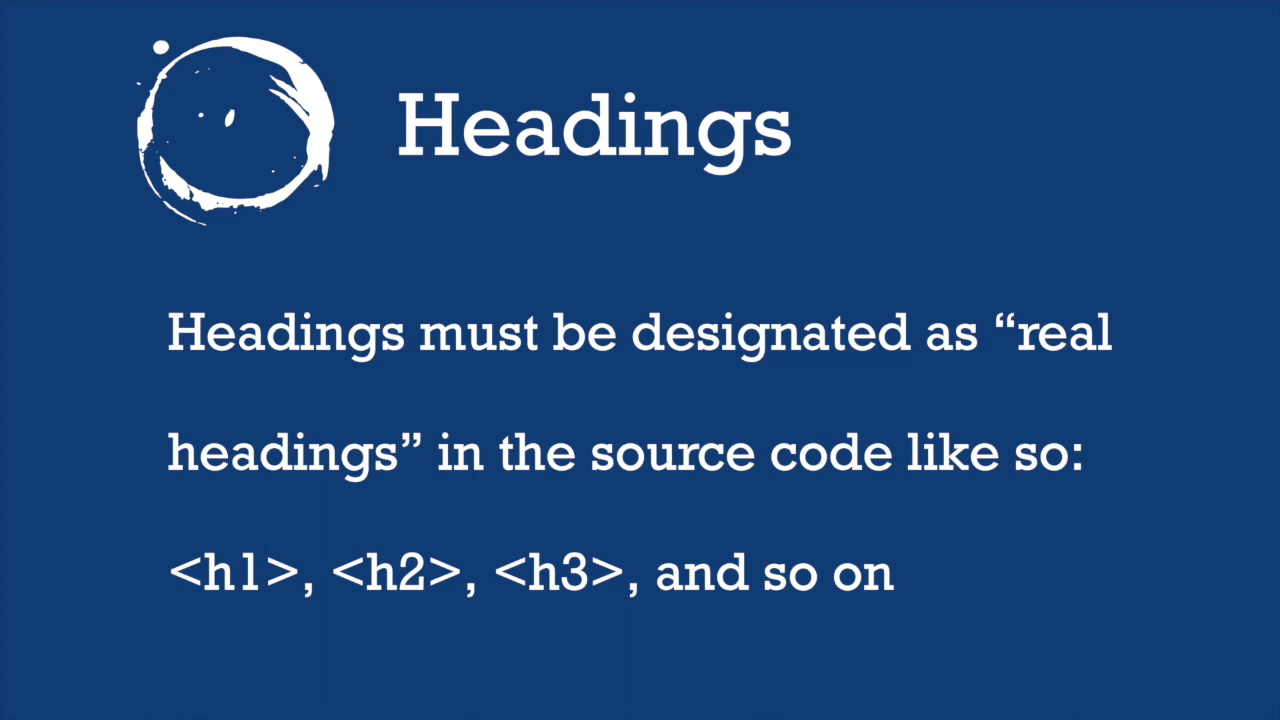 Headings
Headings must be designated as “real
headings” in the source code like so:
<h1>, <h2>, <h3>, and so on